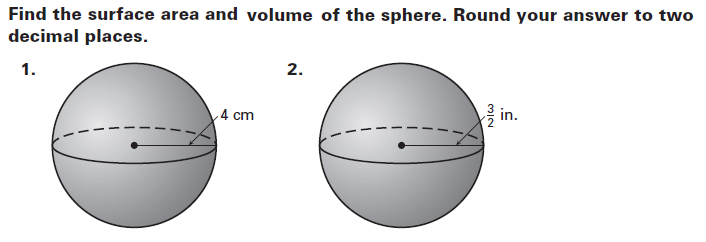 Find the surface area and volume of the sphere. Round your answer to two
decimal places.
1.
4 cm
2.
3/2 in.